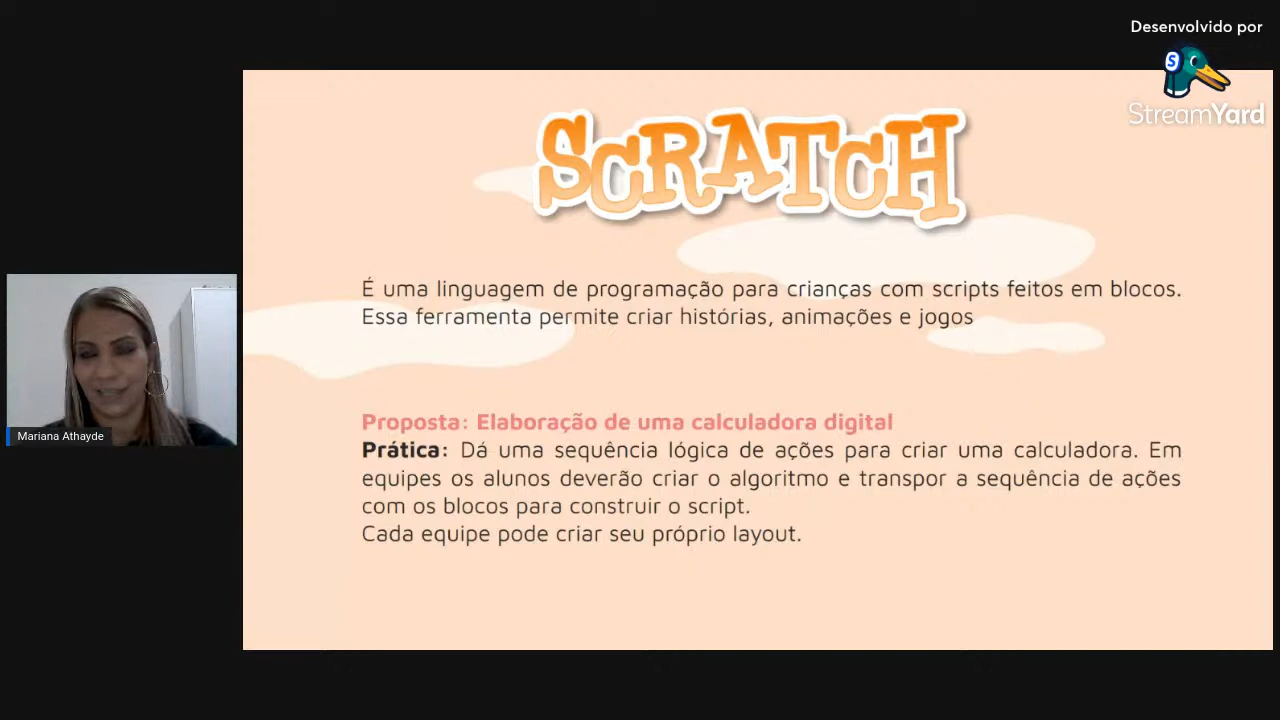 Desenvolvido por
StreamYard
SCRATCH
É uma linguagem de programação para crianças com scripts feitos em blocos.
Essa ferramenta permite criar histórias, animações e jogos
Proposta: Elaboração de uma calculadora digital
Prática: Dá uma sequência lógica de ações para criar uma calculadora. Em
equipes os alunos deverão criar o algoritmo e transpor a sequência de ações
com os blocos para construir o script.
Cada equipe pode criar seu próprio layout.
Mariana Athayde